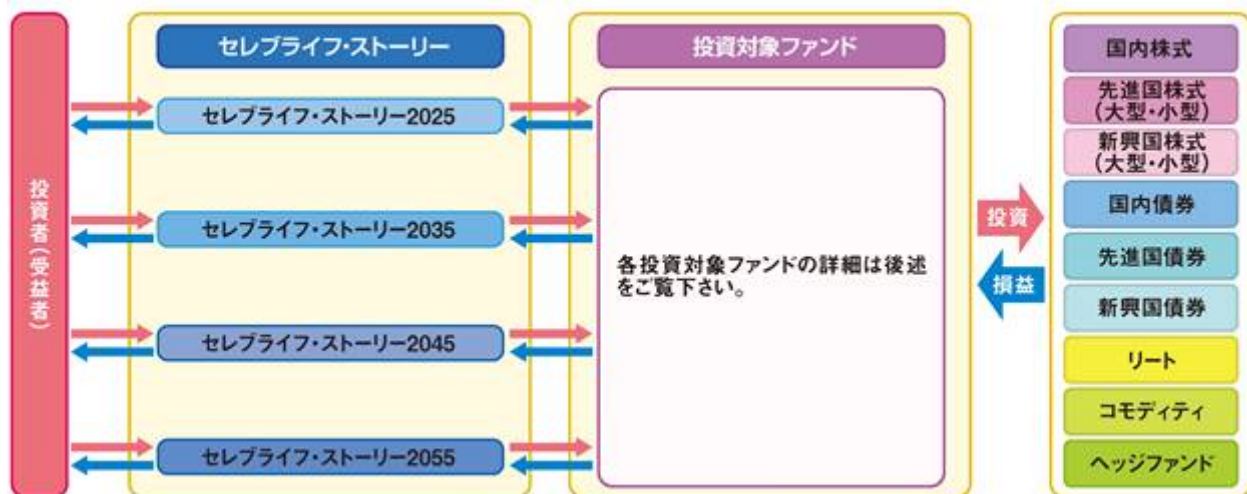 投資者(受益者)
セレブライフ・ストーリー
セレブライフ・ストーリー2025
セレブライフ・ストーリー2035
セレブライフ・ストーリー2045
セレブライフ・ストーリー2055
投資対象ファンド
各投資対象ファンドの詳細は後述
をご覧下さい。
投資
損益
国内株式
先進国株式
(大型・小型)
新興国株式
(大型・小型)
国内債券
先進国債券
新興国債券
リート
コモディティ
ヘッジファンド